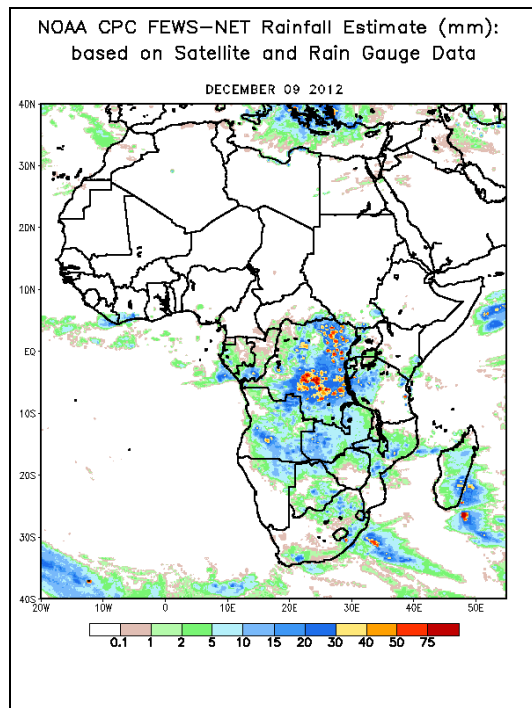 NOAA CPC FEWS-NET Rainfall Estimate (mm):
based on Satellite and Rain Gauge Data
DECEMBER 09 2012
40N
30N
20N
10N
EQ
10S
20S
30S
40S
20W 10W 0 10E 20E 30E 40E 50E
0.1 1 2 5 10 15 20 30 40 50 75